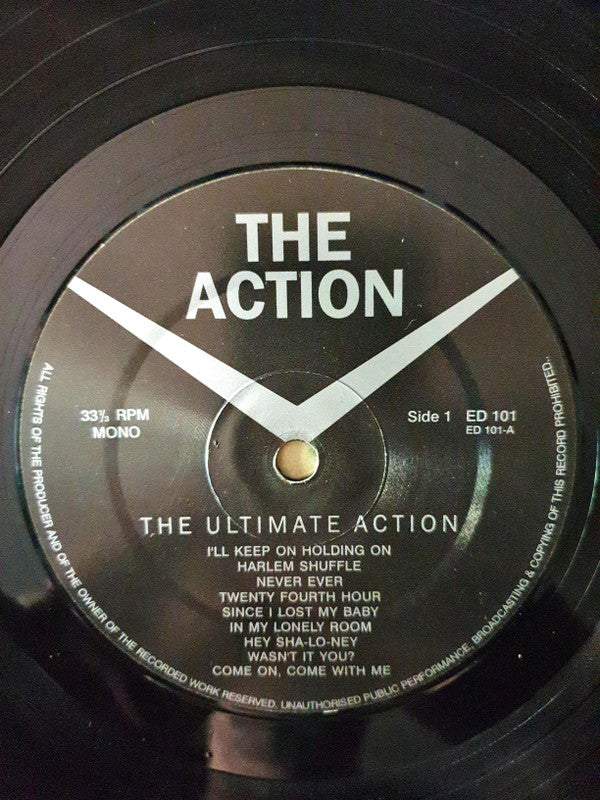 THE
ACTION
33⅓ RPM
MONO
Side 1 ED 101
ED 101-A
THE ULTIMATE ACTION
I'LL KEEP ON HOLDING ON
HARLEM SHUFFLE
NEVER EVER
TWENTY FOURTH HOUR
SINCE I LOST MY BABY
IN MY LONELY ROOM
HEY SHA-LO-NEY
WASN'T IT YOU?
COME ON, COME WITH ME
ALL RIGHTS OF THE PRODUCER AND OF THE OWNER OF THE RECORDED WORK RESERVED. UNAUTHORISED PUBLIC PERFORMANCE, BROADCASTING & COPYING OF THIS RECORD PROHIBITED..